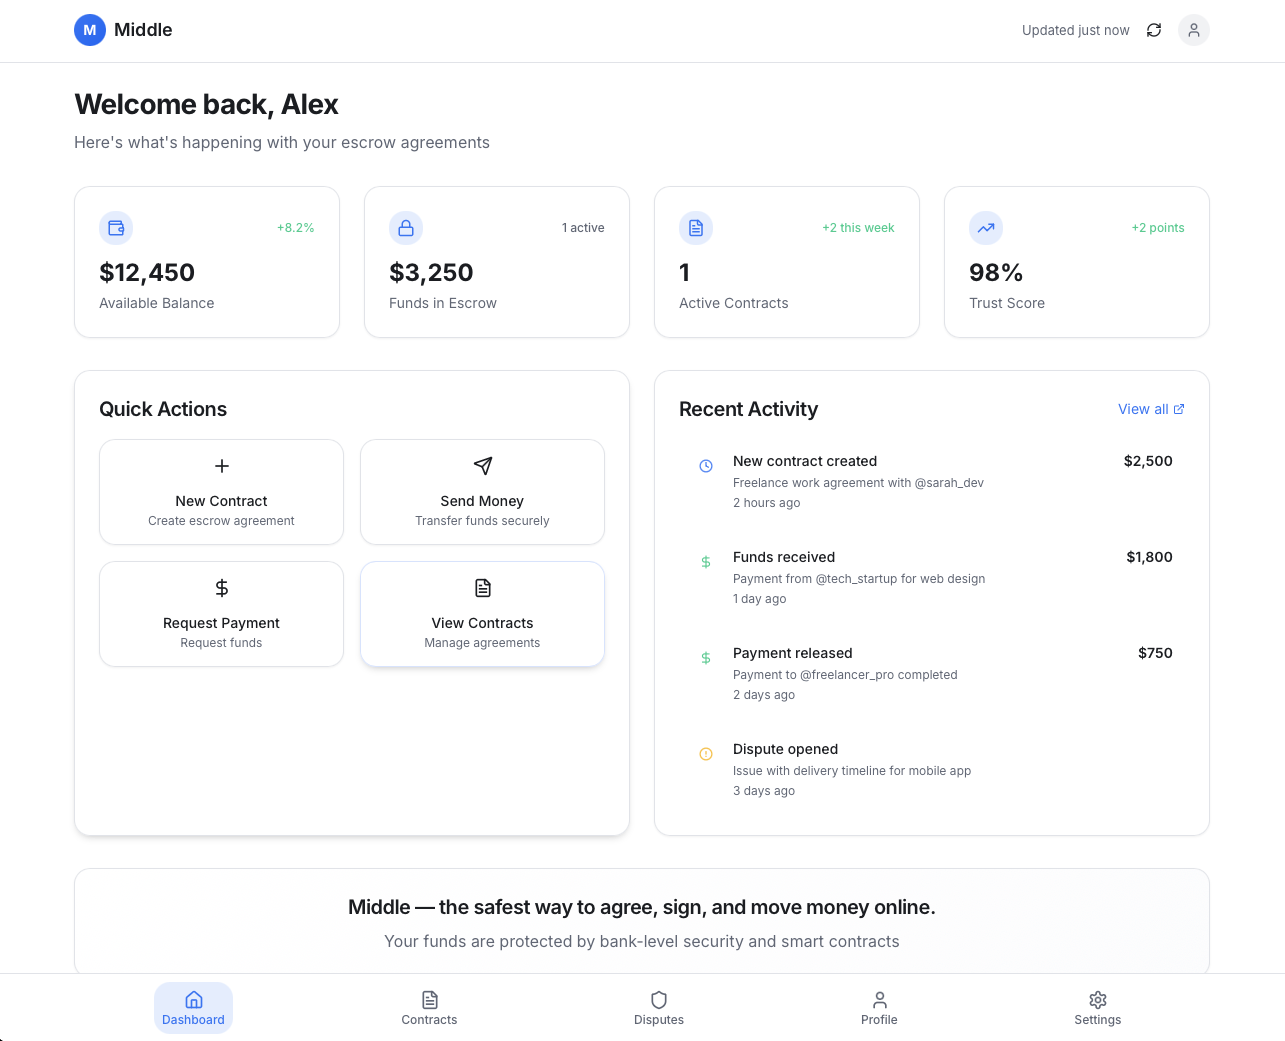 M Middle
Updated just now
Welcome back, Alex
Here's what's happening with your escrow agreements
+8.2%
$12,450
Available Balance
1 active
$3,250
Funds in Escrow
+2 this week
1
Active Contracts
+2 points
98%
Trust Score
Quick Actions
New Contract
Create escrow agreement
Send Money
Transfer funds securely
Request Payment
Request funds
View Contracts
Manage agreements
Recent Activity
View all
New contract created
$2,500
Freelance work agreement with @sarah_dev
2 hours ago
Funds received
$1,800
Payment from @tech_startup for web design
1 day ago
Payment released
$750
Payment to @freelancer_pro completed
2 days ago
Dispute opened
Issue with delivery timeline for mobile app
3 days ago
Middle — the safest way to agree, sign, and move money online.
Your funds are protected by bank-level security and smart contracts
Dashboard
Contracts
Disputes
Profile
Settings